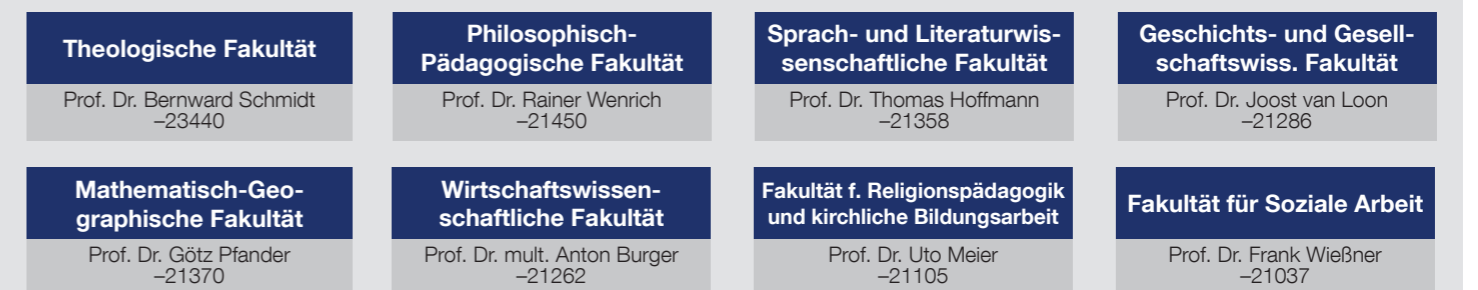 Theologische Fakultät
Prof. Dr. Bernward Schmidt
–23440
Philosophisch-
Pädagogische Fakultät
Prof. Dr. Rainer Wenrich
–21450
Sprach- und Literaturwis-
senschaftliche Fakultät
Prof. Dr. Thomas Hoffmann
–21358
Geschichts- und Gesell-
schaftswiss. Fakultät
Prof. Dr. Joost van Loon
–21286
Mathematisch-Geo-
graphische Fakultät
Prof. Dr. Götz Pfander
–21370
Wirtschaftswissen-
schaftliche Fakultät
Prof. Dr. mult. Anton Burger
–21262
Fakultät f. Religionspädagogik
und kirchliche Bildungsarbeit
Prof. Dr. Uto Meier
–21105
Fakultät für Soziale Arbeit
Prof. Dr. Frank Wießner
–21037